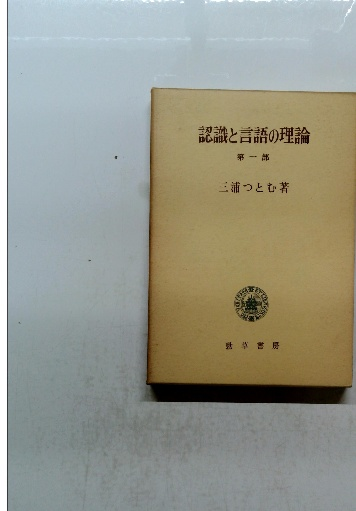 認識と言語の理論
第一部
三浦つとむ著
勁草書房